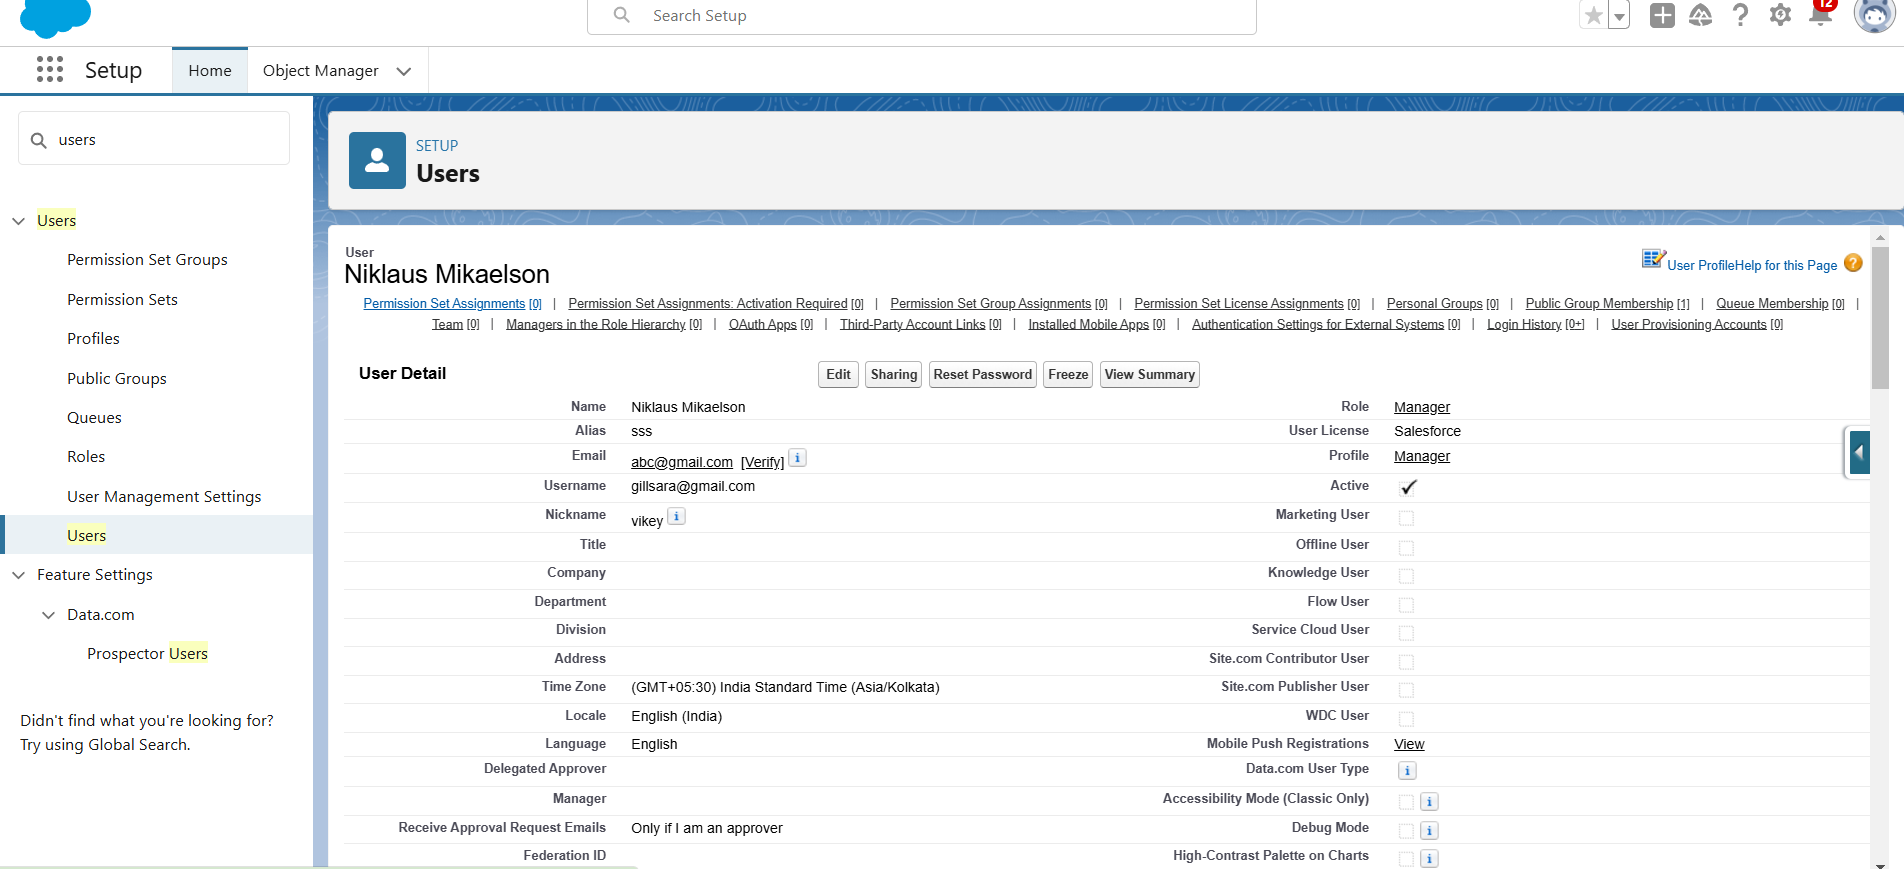 Search Setup
12
Setup
Home
Object Manager
users
Users
Permission Set Groups
Permission Sets
Profiles
Public Groups
Queues
Roles
User Management Settings
Users
Feature Settings
Data.com
Prospector Users
Didn't find what you're looking for?
Try using Global Search.
SETUP
Users
User
Niklaus Mikaelson
User Profile Help for this Page ?
Permission Set Assignments [0] | Permission Set Assignments: Activation Required [0] | Permission Set Group Assignments [0] | Permission Set License Assignments [0] | Personal Groups [0] | Public Group Membership [1] | Queue Membership [0] |
Team [0] | Managers in the Role Hierarchy [0] | OAuth Apps [0] | Third-Party Account Links [0] | Installed Mobile Apps [0] | Authentication Settings for External Systems [0] | Login History [0+] | User Provisioning Accounts [0]
User Detail
Edit Sharing Reset Password Freeze View Summary
Name Niklaus Mikaelson Role Manager
Alias sss User License Salesforce
Email abc@gmail.com [Verify] i Profile Manager
Username gillsara@gmail.com Active
Nickname vikey i Marketing User
Title Offline User
Company Knowledge User
Department Flow User
Division Service Cloud User
Address Site.com Contributor User
Time Zone (GMT+05:30) India Standard Time (Asia/Kolkata) Site.com Publisher User
Locale English (India) WDC User
Language English Mobile Push Registrations View
Delegated Approver Data.com User Type i
Manager Accessibility Mode (Classic Only) i
Receive Approval Request Emails Only if I am an approver Debug Mode i
Federation ID High-Contrast Palette on Charts i